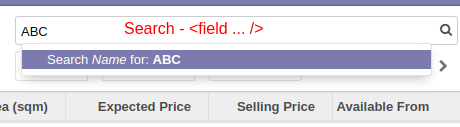 Search - <field ... />
ABC
Search Name for: ABC
ea (sqm) Expected Price Selling Price Available From